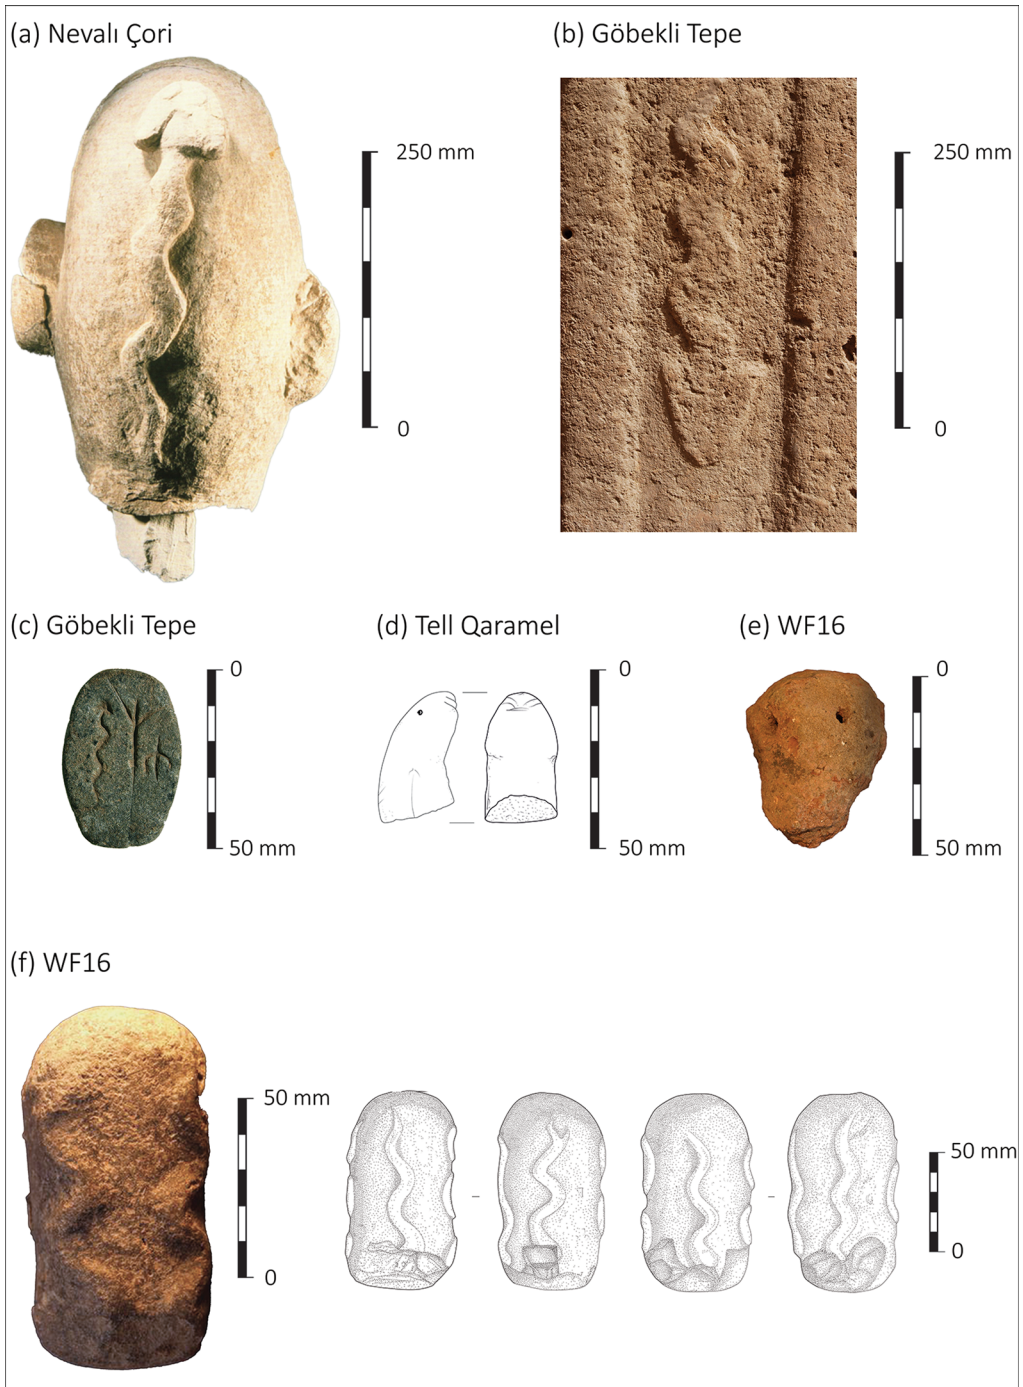 (a) Nevalı Çori
(b) Göbekli Tepe
250 mm
0
250 mm
0
(c) Göbekli Tepe
(d) Tell Qaramel
(e) WF16
0
50 mm
0
50 mm
0
50 mm
(f) WF16
50 mm
0
50 mm
0